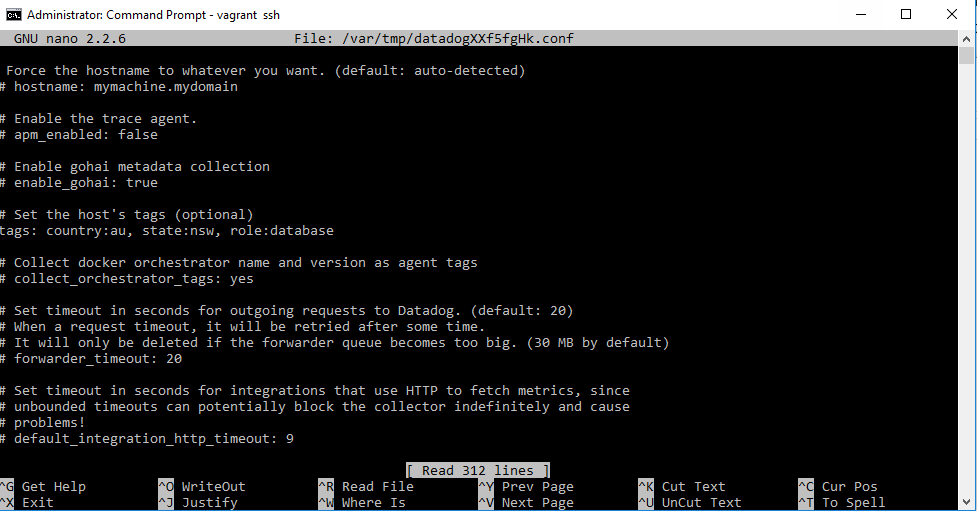 Administrator: Command Prompt - vagrant ssh
GNU nano 2.2.6 File: /var/tmp/datadogXXf5fgHk.conf
Force the hostname to whatever you want. (default: auto-detected)
# hostname: mymachine.mydomain
# Enable the trace agent.
# apm_enabled: false
# Enable gohai metadata collection
# enable_gohai: true
# Set the host's tags (optional)
tags: country:au, state:nsw, role:database
# Collect docker orchestrator name and version as agent tags
# collect_orchestrator_tags: yes
# Set timeout in seconds for outgoing requests to Datadog. (default: 20)
# When a request timeout, it will be retried after some time.
# It will only be deleted if the forwarder queue becomes too big. (30 MB by default)
# forwarder_timeout: 20
# Set timeout in seconds for integrations that use HTTP to fetch metrics, since
# unbounded timeouts can potentially block the collector indefinitely and cause
# problems!
# default_integration_http_timeout: 9
[ Read 312 lines ]
^G Get Help ^O WriteOut ^R Read File ^Y Prev Page ^K Cut Text ^C Cur Pos
^X Exit ^J Justify ^W Where Is ^V Next Page ^U UnCut Text ^T To Spell